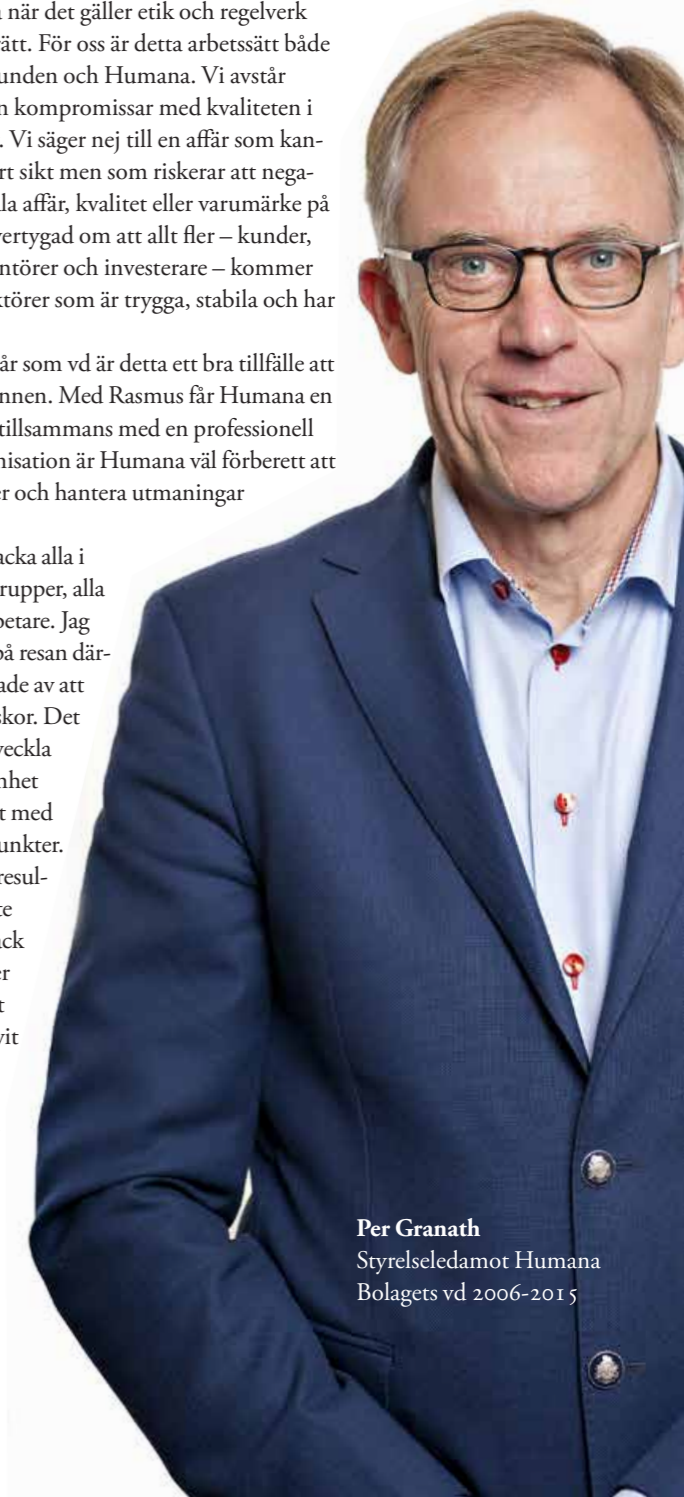 när det gäller etik och regelverk
rätt. För oss är detta arbetssätt både
unden och Humana. Vi avstår
n kompromissar med kvaliteten i
. Vi säger nej till en affär som kan-
rt sikt men som riskerar att nega-
lla affär, kvalitet eller varumärke på
vertygad om att allt fler – kunder,
ntörer och investerare – kommer
ktörer som är trygga, stabila och har
år som vd är detta ett bra tillfälle att
nnen. Med Rasmus får Humana en
tillsammans med en professionell
nisation är Humana väl förberett att
er och hantera utmaningar
acka alla i
rupper, alla
betare. Jag
på resan där-
ade av att
skor. Det
veckla
nhet
t med
unkter.
resul-
te
ack
er
t
vit
Per Granath
Styrelseledamot Humana
Bolagets vd 2006-2015